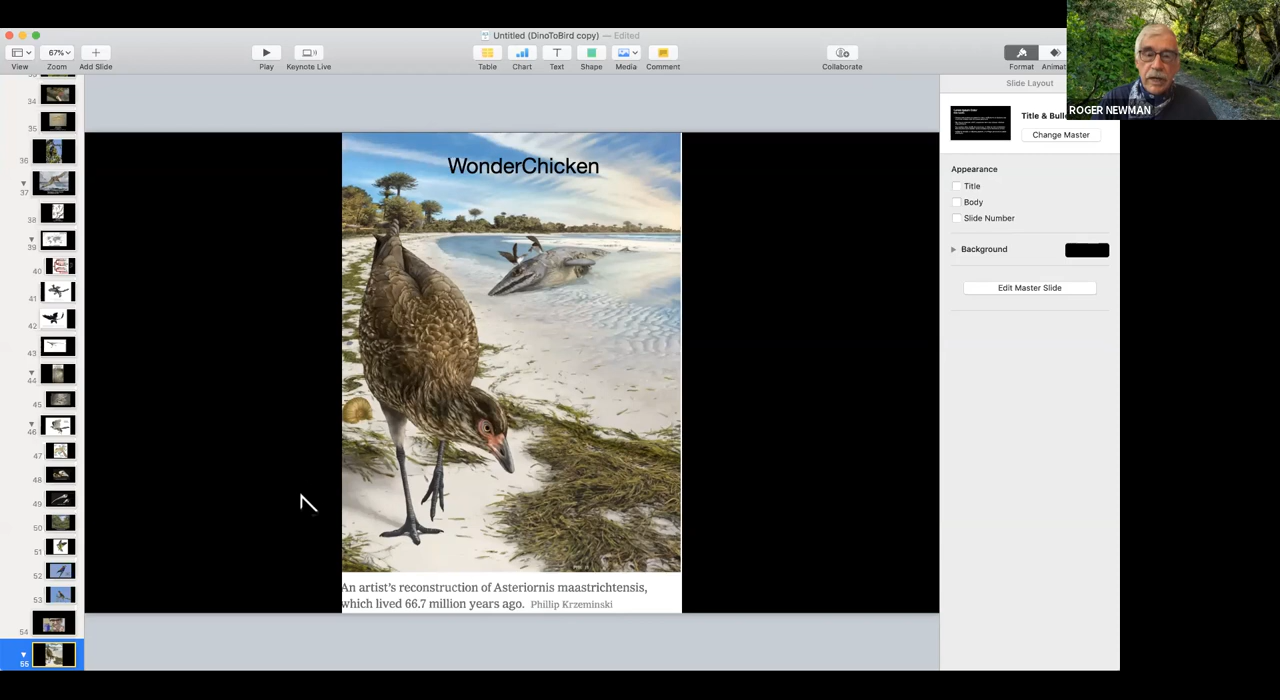 Untitled (DinoToBird copy) — Edited
67%
View
Zoom
Add Slide
Play
Keynote Live
Table
Chart
Text
Shape
Media
Comment
Collaborate
Format
Animat
ROGER NEWMAN
Slide Layout
Title & Bull
Change Master
Appearance
Title
Body
Slide Number
Background
Edit Master Slide
34
35
36
37
38
39
40
41
42
43
44
45
46
47
48
49
50
51
52
53
54
55
WonderChicken
An artist's reconstruction of Asteriornis maastrichtensis,
which lived 66.7 million years ago. Phillip Krzeminski